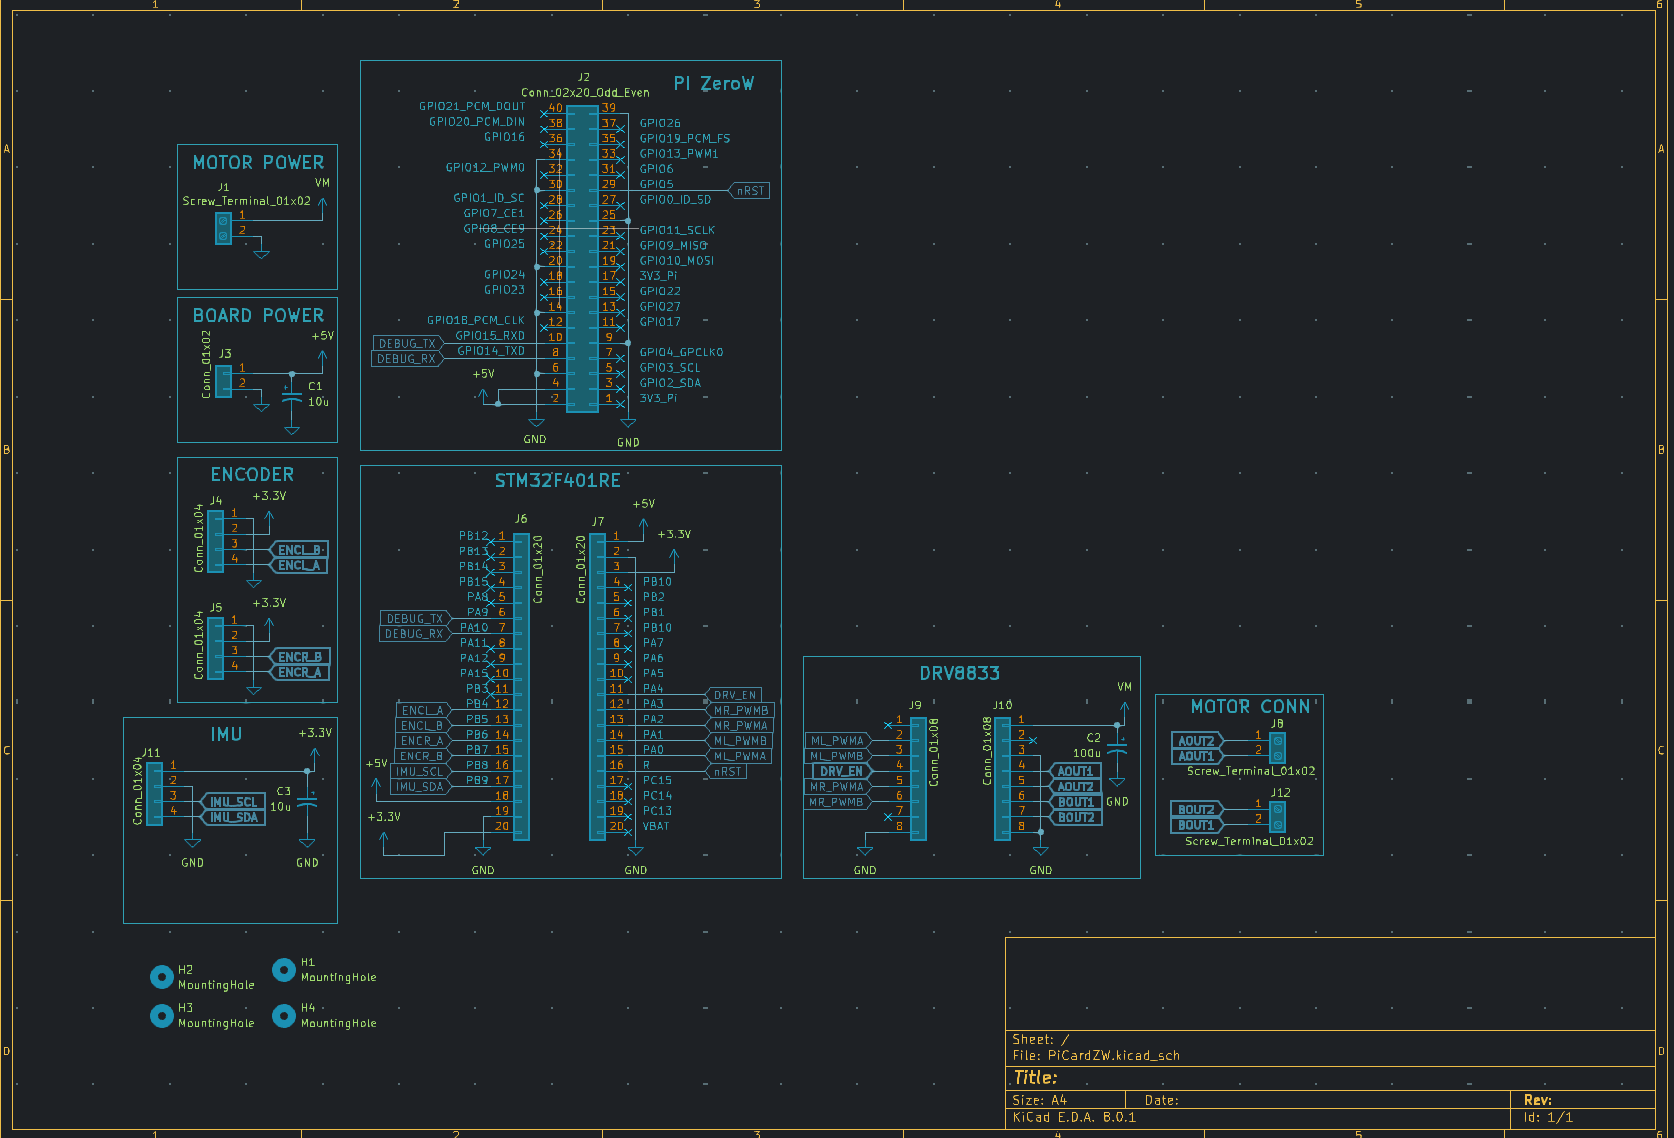 1 2 3 4 5 6
A
B
C
D
PI ZeroW
J2
Conn_02x20_Odd_Even
GPIO21_PCM_DOUT 40 39
GPIO20_PCM_DIN 38 37 GPIO26
GPIO16 36 35 GPIO19_PCM_FS
34 33 GPIO13_PWM1
GPIO12_PWM0 32 31 GPIO6
30 29 GPIO5 nRST
GPIO1_ID_SC 28 27 GPIO0_ID_SD
GPIO7_CE1 26 25
GPIO8_CE9 24 23 GPIO11_SCLK
GPIO25 22 21 GPIO9_MISO
20 19 GPIO10_MOSI
GPIO24 18 17 3V3_Pi
GPIO23 16 15 GPIO22
14 13 GPIO27
GPIO18_PCM_CLK 12 11 GPIO17
DEBUG_TX GPIO15_RXD 10 9
DEBUG_RX GPIO14_TXD 8 7 GPIO4_GPCLK0
6 5 GPIO3_SCL
+5V 4 3 GPIO2_SDA
2 1 3V3_Pi
GND GND
MOTOR POWER
J1 VM
Screw_Terminal_01x02
1
2
BOARD POWER
Conn_01x02
J3 +5V
1
2 C1
10u
ENCODER
J4 +3.3V
Conn_01x04
1
2
3 ENCL_B
4 ENCL_A
J5 +3.3V
Conn_01x04
1
2
3 ENCR_B
4 ENCR_A
IMU
J11 +3.3V
Conn_01x04
1
2
3 IMU_SCL
4 IMU_SDA
C3
10u
GND GND
STM32F401RE
J6
Conn_01x20
PB12 1
PB13 2
PB14 3
PB15 4
PA8 5
DEBUG_TX PA9 6
DEBUG_RX PA10 7
PA11 8
PA12 9
PA15 10
PB3 11
ENCL_A PB4 12
ENCL_B PB5 13
ENCR_A PB6 14
ENCR_B PB7 15
IMU_SCL PB8 16
IMU_SDA PB9 17
+5V 18
+3.3V 19
20
GND
J7 +5V
Conn_01x20
+3.3V
1
2
3
4 PB10
5 PB2
6 PB1
7 PB10
8 PA7
9 PA6
10 PA5
11 PA4 DRV_EN
12 PA3 MR_PWMB
13 PA2 MR_PWMA
14 PA1 ML_PWMB
15 PA0 ML_PWMA
16 R nRST
17 PC15
18 PC14
19 PC13
20 VBAT
GND
DRV8833
J9
Conn_01x08
1
ML_PWMA 2
ML_PWMB 3
DRV_EN 4
MR_PWMA 5
MR_PWMB 6
7
8
GND
J10 VM
Conn_01x08
1
2
3
4 AOUT1
5 AOUT2
6 BOUT1
7 BOUT2
8
C2
100u
GND
GND
MOTOR CONN
J8
AOUT2 1
AOUT1 2
Screw_Terminal_01x02
J12
BOUT2 1
BOUT1 2
Screw_Terminal_01x02
H2
MountingHole
H1
MountingHole
H3
MountingHole
H4
MountingHole
Sheet: /
File: PiCardZW.kicad_sch
Title:
Size: A4 Date: Rev:
KiCad E.D.A. 8.0.1 Id: 1/1
A
B
C
D
1 2 3 4 5 6